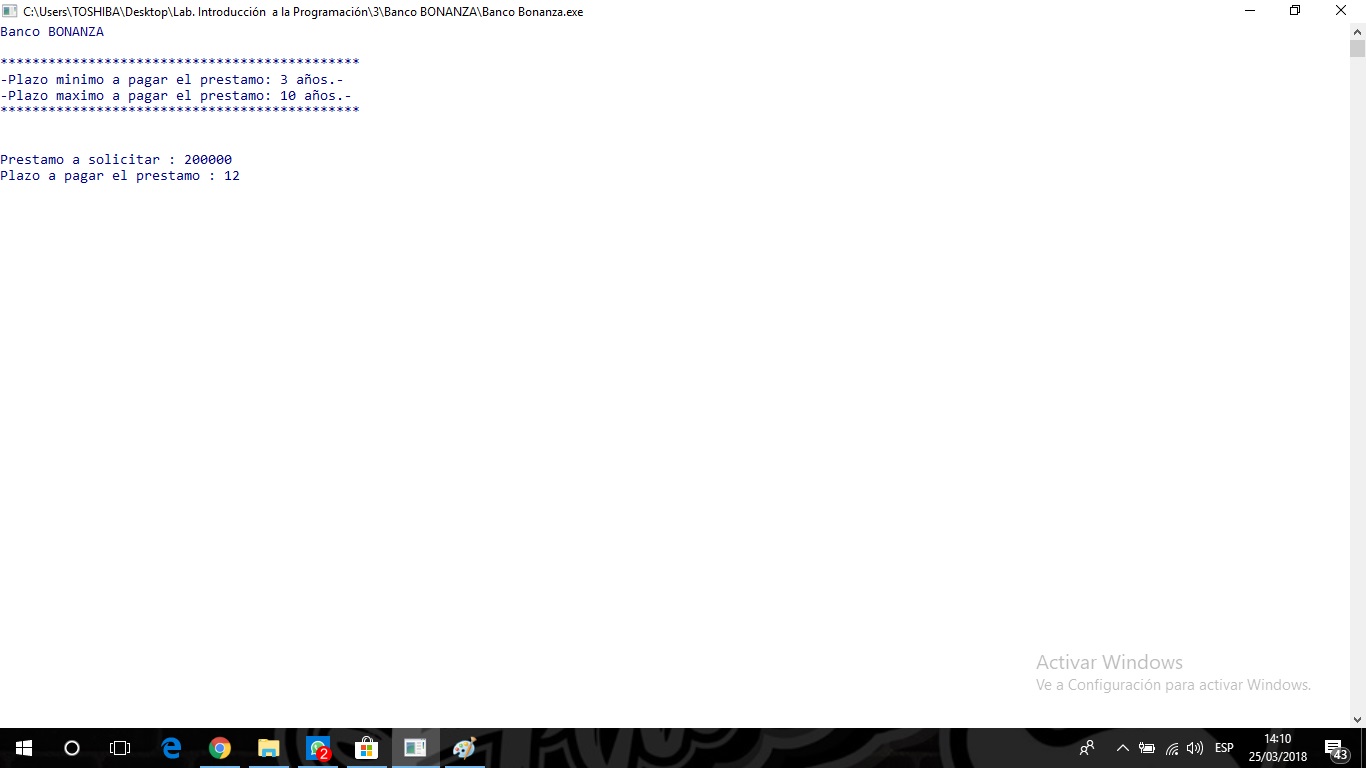 C:\Users\TOSHIBA\Desktop\Lab. Introducción  a la Programación\3\Banco BONANZA\Banco Bonanza.exe
Banco BONANZA
*********************************************
-Plazo minimo a pagar el prestamo: 3 años.-
-Plazo maximo a pagar el prestamo: 10 años.-
*********************************************
Prestamo a solicitar : 200000
Plazo a pagar el prestamo : 12
Activar Windows
Ve a Configuración para activar Windows.
2
ESP
14:10
25/03/2018
43